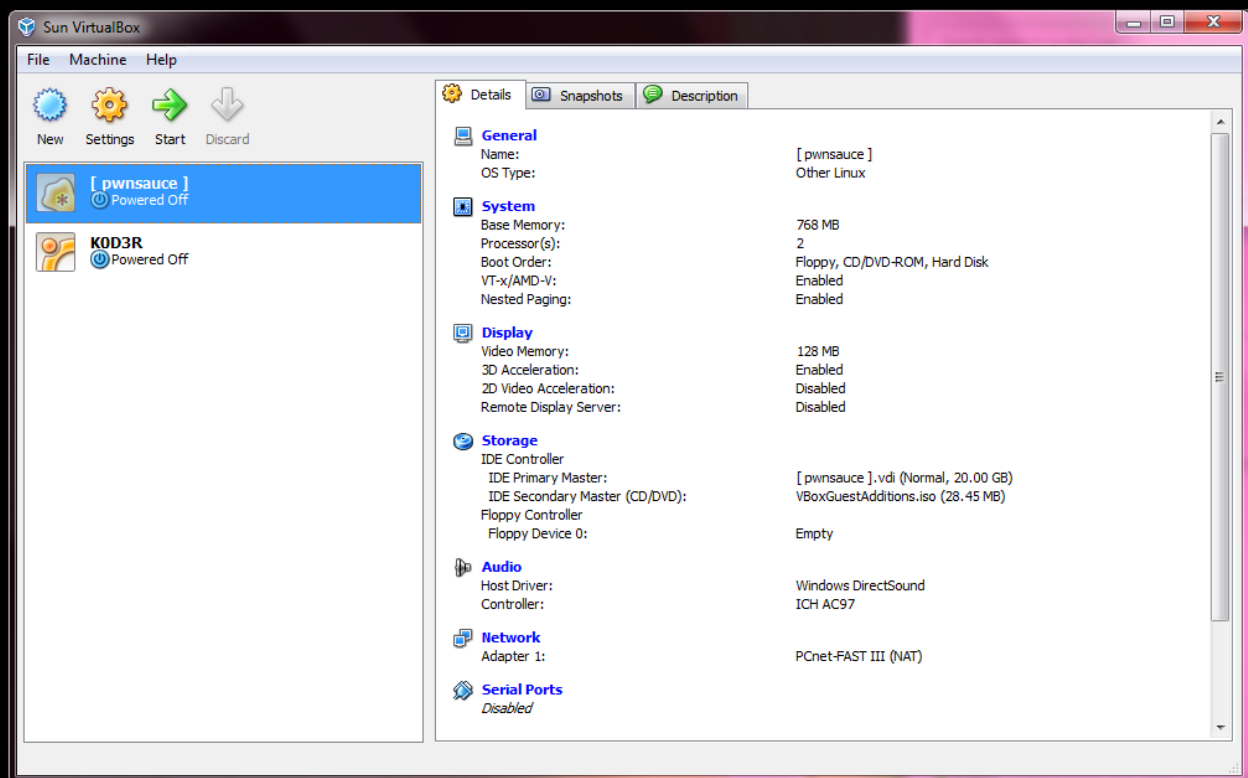 Sun VirtualBox
File Machine Help
New Settings Start Discard
[ pwnsauce ]
Powered Off
K0D3R
Powered Off
Details Snapshots Description
General
Name: [ pwnsauce ]
OS Type: Other Linux
System
Base Memory: 768 MB
Processor(s): 2
Boot Order: Floppy, CD/DVD-ROM, Hard Disk
VT-x/AMD-V: Enabled
Nested Paging: Enabled
Display
Video Memory: 128 MB
3D Acceleration: Enabled
2D Video Acceleration: Disabled
Remote Display Server: Disabled
Storage
IDE Controller
IDE Primary Master: [ pwnsauce ].vdi (Normal, 20.00 GB)
IDE Secondary Master (CD/DVD): VBoxGuestAdditions.iso (28.45 MB)
Floppy Controller
Floppy Device 0: Empty
Audio
Host Driver: Windows DirectSound
Controller: ICH AC97
Network
Adapter 1: PCnet-FAST III (NAT)
Serial Ports
Disabled